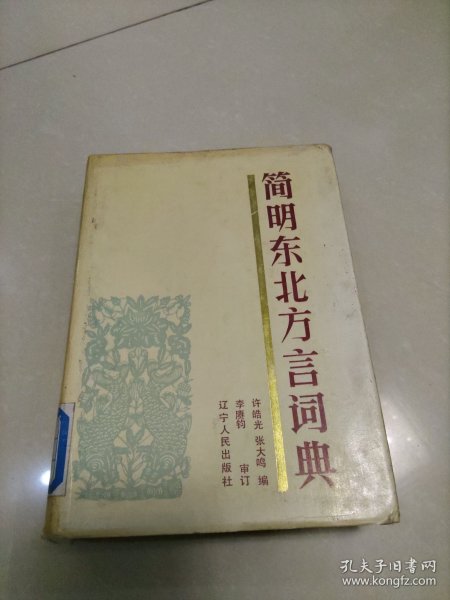 简明东北方言词典
许皓光 张大鸣 编
李赓钧 审订
辽宁人民出版社
孔夫子旧书网
www.kongfz.com